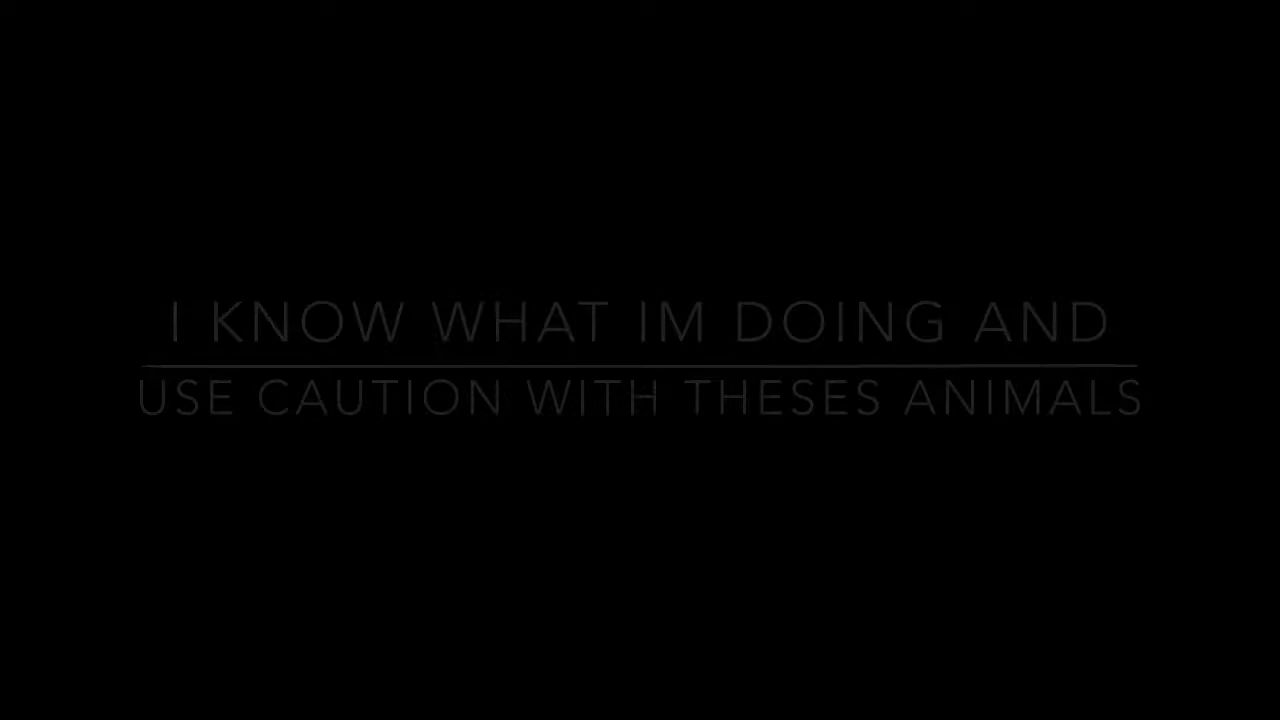 I KNOW WHAT IM DOING AND
USE CAUTION WITH THESES ANIMALS